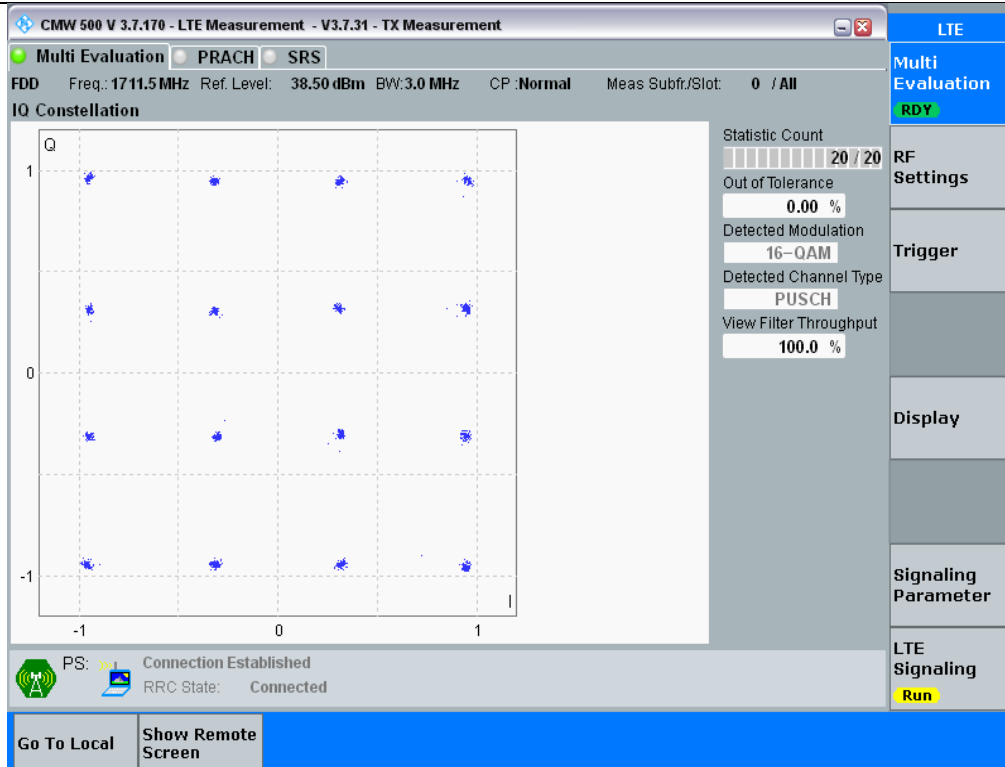 CMW 500 V 3.7.170 - LTE Measurement - V3.7.31 - TX Measurement
LTE
Multi Evaluation PRACH SRS
Multi
Evaluation
RDY
FDD Freq.: 1711.5 MHz Ref. Level: 38.50 dBm BW: 3.0 MHz CP : Normal Meas Subfr./Slot: 0 / All
IQ Constellation
Q
1
0
-1
I
-1 0 1
Statistic Count
20 / 20
Out of Tolerance
0.00 %
Detected Modulation
16-QAM
Detected Channel Type
PUSCH
View Filter Throughput
100.0 %
RF
Settings
Trigger
Display
Signaling
Parameter
LTE
Signaling
Run
PS: Connection Established
RRC State: Connected
Go To Local
Show Remote
Screen